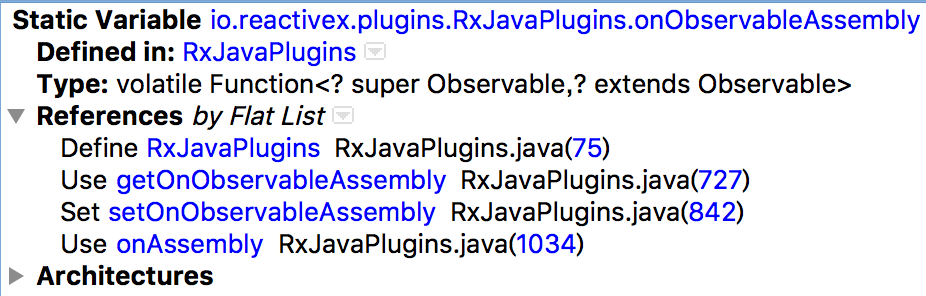 Static Variable io.reactivex.plugins.RxJavaPlugins.onObservableAssembly
Defined in: RxJavaPlugins
Type: volatile Function<? super Observable,? extends Observable>
References by Flat List
Define RxJavaPlugins RxJavaPlugins.java(75)
Use getOnObservableAssembly RxJavaPlugins.java(727)
Set setOnObservableAssembly RxJavaPlugins.java(842)
Use onAssembly RxJavaPlugins.java(1034)
Architectures